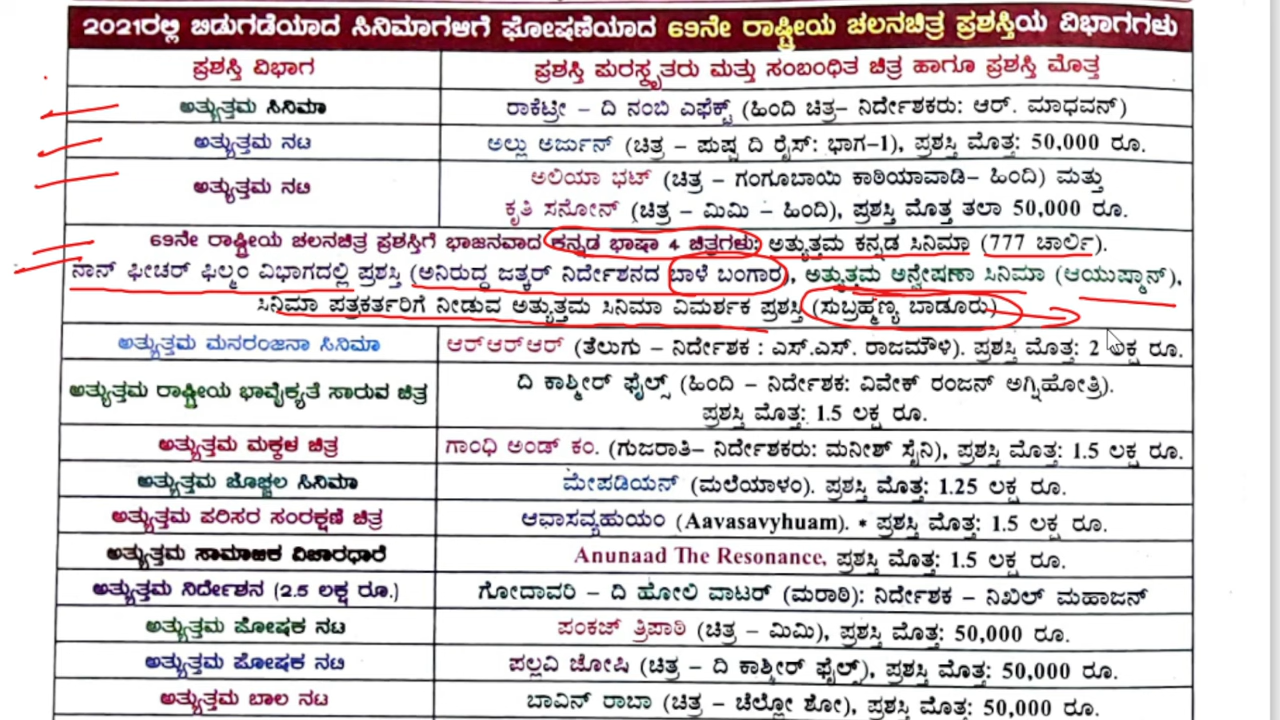 2021ರಲ್ಲಿ ಬಿಡುಗಡೆಯಾದ ಸಿನಿಮಾಗಳಿಗೆ ಘೋಷಣೆಯಾದ 69ನೇ ರಾಷ್ಟ್ರೀಯ ಚಲನಚಿತ್ರ ಪ್ರಶಸ್ತಿಯ ವಿಭಾಗಗಳು
ಪ್ರಶಸ್ತಿ ವಿಭಾಗ ಪ್ರಶಸ್ತಿ ಪುರಸ್ಕೃತರು ಮತ್ತು ಸಂಬಂಧಿತ ಚಿತ್ರ ಹಾಗೂ ಪ್ರಶಸ್ತಿ ಮೊತ್ತ
ಅತ್ಯುತ್ತಮ ಸಿನಿಮಾ ರಾಕೆಟ್ರೀ – ದಿ ನಂಬಿ ಎಫೆಕ್ಟ್ (ಹಿಂದಿ ಚಿತ್ರ– ನಿರ್ದೇಶಕರು: ಆರ್. ಮಾಧವನ್)
ಅತ್ಯುತ್ತಮ ನಟ ಅಲ್ಲು ಅರ್ಜುನ್ (ಚಿತ್ರ – ಪುಷ್ಪ ದಿ ರೈಸ್: ಭಾಗ-1), ಪ್ರಶಸ್ತಿ ಮೊತ್ತ: 50,000 ರೂ.
ಅತ್ಯುತ್ತಮ ನಟಿ ಅಲಿಯಾ ಭಟ್ (ಚಿತ್ರ – ಗಂಗೂಬಾಯಿ ಕಾಠಿಯಾವಾಡಿ– ಹಿಂದಿ) ಮತ್ತು
ಕೃತಿ ಸನೋನ್ (ಚಿತ್ರ – ಮಿಮಿ – ಹಿಂದಿ), ಪ್ರಶಸ್ತಿ ಮೊತ್ತ ತಲಾ 50,000 ರೂ.
69ನೇ ರಾಷ್ಟ್ರೀಯ ಚಲನಚಿತ್ರ ಪ್ರಶಸ್ತಿಗೆ ಭಾಜನವಾದ ಕನ್ನಡ ಭಾಷಾ 4 ಚಿತ್ರಗಳು: ಅತ್ಯುತ್ತಮ ಕನ್ನಡ ಸಿನಿಮಾ (777 ಚಾರ್ಲಿ).
ನಾನ್ ಫೀಚರ್ ಫಿಲ್ಮಂ ವಿಭಾಗದಲ್ಲಿ ಪ್ರಶಸ್ತಿ (ಅನಿರುದ್ಧ ಜತ್ಕರ್ ನಿರ್ದೇಶನದ ಬಾಳೆ ಬಂಗಾರ), ಅತ್ಯುತ್ತಮ ಅನ್ವೇಷಣಾ ಸಿನಿಮಾ (ಆಯುಷ್ಮಾನ್),
ಸಿನಿಮಾ ಪತ್ರಕರ್ತರಿಗೆ ನೀಡುವ ಅತ್ಯುತ್ತಮ ಸಿನಿಮಾ ವಿಮರ್ಶಕ ಪ್ರಶಸ್ತಿ (ಸುಬ್ರಹ್ಮಣ್ಯ ಬಾಡೂರು)
ಅತ್ಯುತ್ತಮ ಮನರಂಜನಾ ಸಿನಿಮಾ ಆರ್‌ಆರ್‌ಆರ್ (ತೆಲುಗು – ನಿರ್ದೇಶಕ : ಎಸ್.ಎಸ್. ರಾಜಮೌಳಿ). ಪ್ರಶಸ್ತಿ ಮೊತ್ತ: 2 ಲಕ್ಷ ರೂ.
ಅತ್ಯುತ್ತಮ ರಾಷ್ಟ್ರೀಯ ಭಾವೈಕ್ಯತೆ ಸಾರುವ ಚಿತ್ರ ದಿ ಕಾಶ್ಮೀರ್ ಫೈಲ್ಸ್ (ಹಿಂದಿ – ನಿರ್ದೇಶಕ: ವಿವೇಕ್ ರಂಜನ್ ಅಗ್ನಿಹೋತ್ರಿ).
ಪ್ರಶಸ್ತಿ ಮೊತ್ತ: 1.5 ಲಕ್ಷ ರೂ.
ಅತ್ಯುತ್ತಮ ಮಕ್ಕಳ ಚಿತ್ರ ಗಾಂಧಿ ಅಂಡ್ ಕಂ. (ಗುಜರಾತಿ– ನಿರ್ದೇಶಕರು: ಮನೀಶ್ ಸೈನಿ), ಪ್ರಶಸ್ತಿ ಮೊತ್ತ: 1.5 ಲಕ್ಷ ರೂ.
ಅತ್ಯುತ್ತಮ ಚೊಚ್ಚಲ ಸಿನಿಮಾ ಮೇಪಡಿಯನ್ (ಮಲೆಯಾಳಂ). ಪ್ರಶಸ್ತಿ ಮೊತ್ತ: 1.25 ಲಕ್ಷ ರೂ.
ಅತ್ಯುತ್ತಮ ಪರಿಸರ ಸಂರಕ್ಷಣೆ ಚಿತ್ರ ಆವಾಸವ್ಯಹುಯಂ (Aavasavyhuam). * ಪ್ರಶಸ್ತಿ ಮೊತ್ತ: 1.5 ಲಕ್ಷ ರೂ.
ಅತ್ಯುತ್ತಮ ಸಾಮಾಜಿಕ ವಿಚಾರಧಾರೆ Anunaad The Resonance, ಪ್ರಶಸ್ತಿ ಮೊತ್ತ: 1.5 ಲಕ್ಷ ರೂ.
ಅತ್ಯುತ್ತಮ ನಿರ್ದೇಶನ (2.5 ಲಕ್ಷ ರೂ.) ಗೋದಾವರಿ – ದಿ ಹೋಲಿ ವಾಟರ್ (ಮರಾಠಿ): ನಿರ್ದೇಶಕ – ನಿಖಿಲ್ ಮಹಾಜನ್
ಅತ್ಯುತ್ತಮ ಪೋಷಕ ನಟ ಪಂಕಜ್ ತ್ರಿಪಾಠಿ (ಚಿತ್ರ – ಮಿಮಿ), ಪ್ರಶಸ್ತಿ ಮೊತ್ತ: 50,000 ರೂ.
ಅತ್ಯುತ್ತಮ ಪೋಷಕ ನಟಿ ಪಲ್ಲವಿ ಜೋಷಿ (ಚಿತ್ರ – ದಿ ಕಾಶ್ಮೀರ್ ಫೈಲ್ಸ್), ಪ್ರಶಸ್ತಿ ಮೊತ್ತ: 50,000 ರೂ.
ಅತ್ಯುತ್ತಮ ಬಾಲ ನಟ ಬಾವಿನ್ ರಾಬಾ (ಚಿತ್ರ – ಚೆಲ್ಲೋ ಶೋ), ಪ್ರಶಸ್ತಿ ಮೊತ್ತ: 50,000 ರೂ.